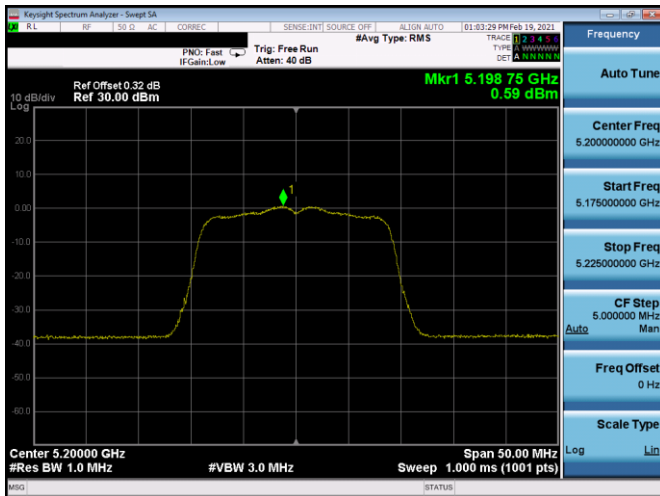 Keysight Spectrum Analyzer - Swept SA
RL RF 50 Ω AC CORREC SENSE:INT SOURCE OFF ALIGN AUTO 01:03:29 PM Feb 19, 2021
Frequency
#Avg Type: RMS
TRACE 1 2 3 4 5 6
TYPE A WWWWW
DET A N N N N N
PNO: Fast
IFGain:Low
Trig: Free Run
Atten: 40 dB
Auto Tune
Mkr1 5.198 75 GHz
0.59 dBm
Ref Offset 0.32 dB
10 dB/div Ref 30.00 dBm
Log
Center Freq
5.200000000 GHz
20.0
10.0
1
Start Freq
5.175000000 GHz
0.00
-10.0
Stop Freq
5.225000000 GHz
-20.0
-30.0
CF Step
5.000000 MHz
Auto Man
-40.0
-50.0
Freq Offset
0 Hz
-60.0
Scale Type
Log Lin
Center 5.20000 GHz Span 50.00 MHz
#Res BW 1.0 MHz #VBW 3.0 MHz Sweep 1.000 ms (1001 pts)
MSG STATUS